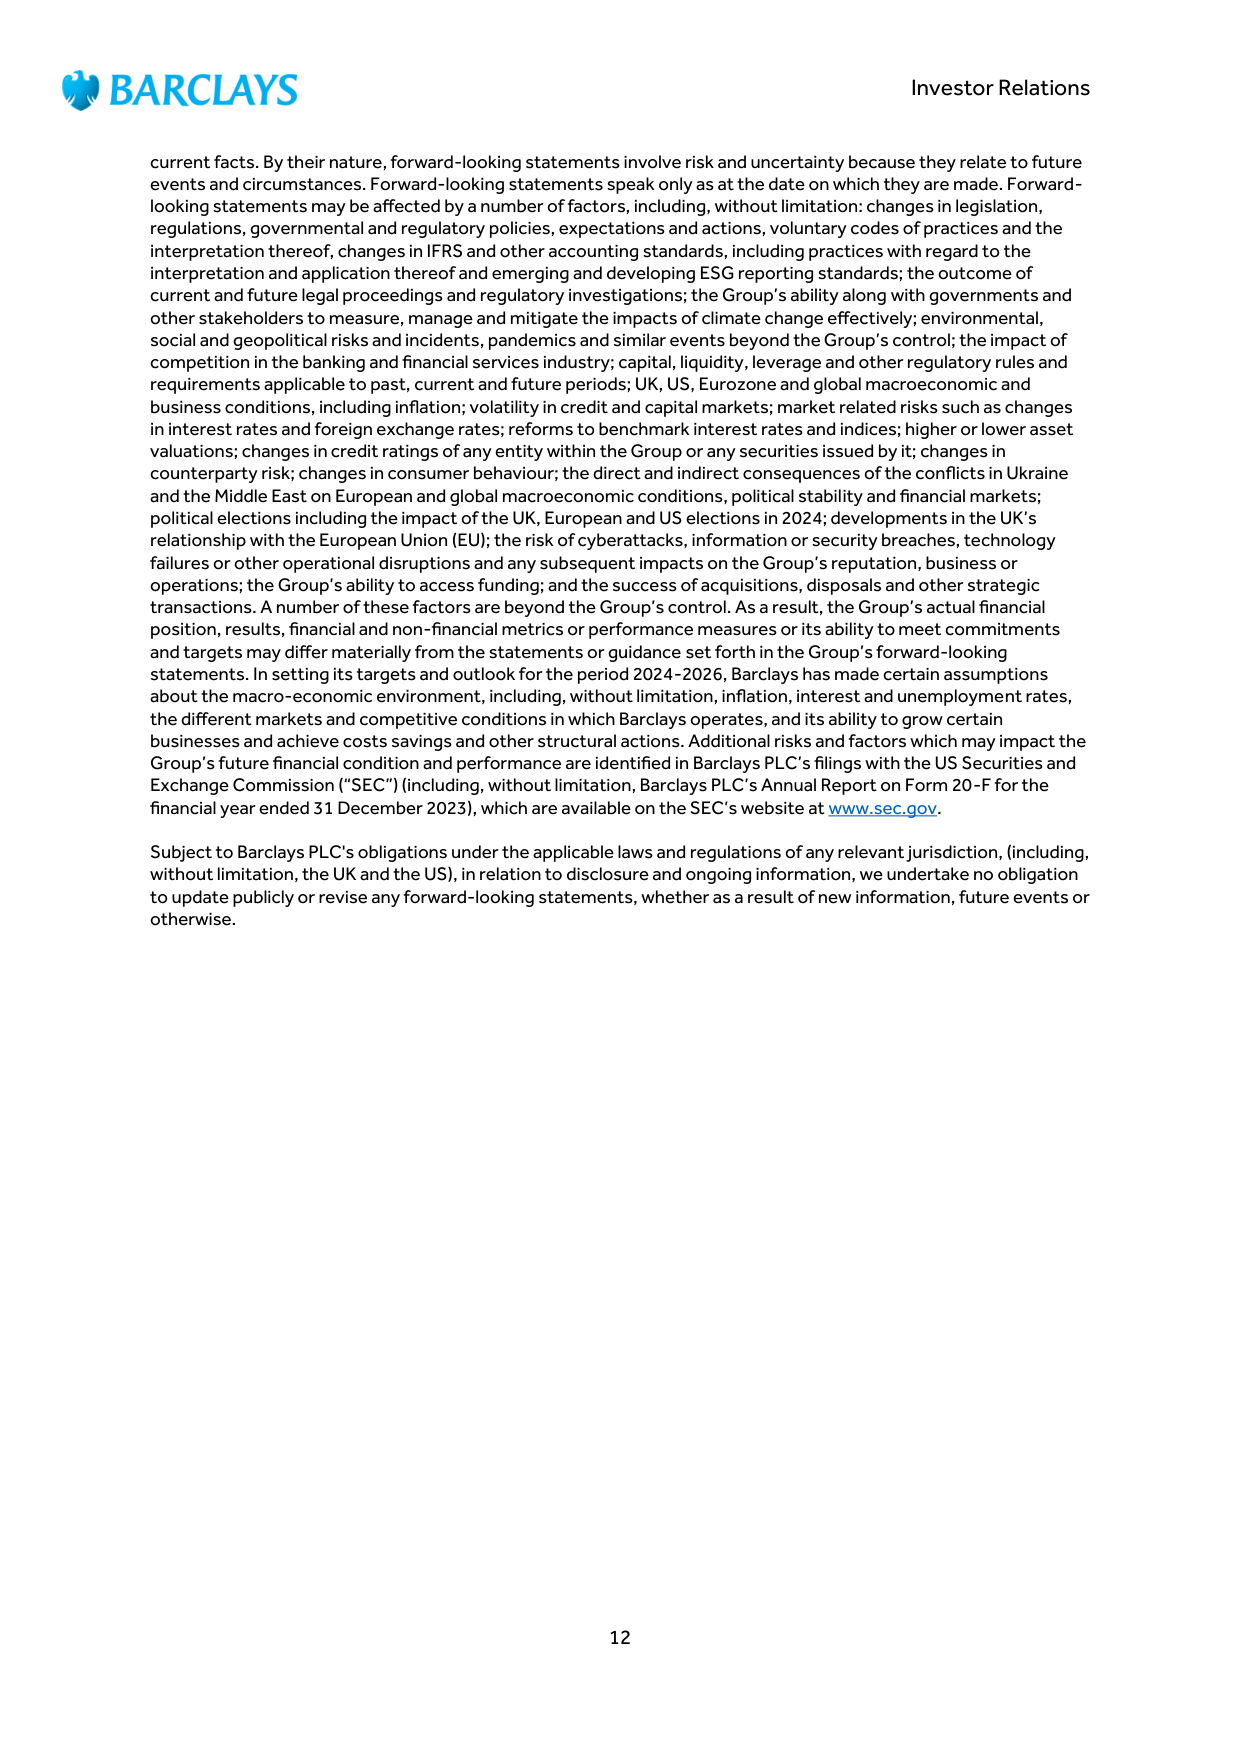 BARCLAYS
Investor Relations
current facts. By their nature, forward-looking statements involve risk and uncertainty because they relate to future
events and circumstances. Forward-looking statements speak only as at the date on which they are made. Forward-
looking statements may be affected by a number of factors, including, without limitation: changes in legislation,
regulations, governmental and regulatory policies, expectations and actions, voluntary codes of practices and the
interpretation thereof, changes in IFRS and other accounting standards, including practices with regard to the
interpretation and application thereof and emerging and developing ESG reporting standards; the outcome of
current and future legal proceedings and regulatory investigations; the Group's ability along with governments and
other stakeholders to measure, manage and mitigate the impacts of climate change effectively; environmental,
social and geopolitical risks and incidents, pandemics and similar events beyond the Group's control; the impact of
competition in the banking and financial services industry; capital, liquidity, leverage and other regulatory rules and
requirements applicable to past, current and future periods; UK, US, Eurozone and global macroeconomic and
business conditions, including inflation; volatility in credit and capital markets; market related risks such as changes
in interest rates and foreign exchange rates; reforms to benchmark interest rates and indices; higher or lower asset
valuations; changes in credit ratings of any entity within the Group or any securities issued by it; changes in
counterparty risk; changes in consumer behaviour; the direct and indirect consequences of the conflicts in Ukraine
and the Middle East on European and global macroeconomic conditions, political stability and financial markets;
political elections including the impact of the UK, European and US elections in 2024; developments in the UK's
relationship with the European Union (EU); the risk of cyberattacks, information or security breaches, technology
failures or other operational disruptions and any subsequent impacts on the Group's reputation, business or
operations; the Group's ability to access funding; and the success of acquisitions, disposals and other strategic
transactions. A number of these factors are beyond the Group's control. As a result, the Group's actual financial
position, results, financial and non-financial metrics or performance measures or its ability to meet commitments
and targets may differ materially from the statements or guidance set forth in the Group's forward-looking
statements. In setting its targets and outlook for the period 2024-2026, Barclays has made certain assumptions
about the macro-economic environment, including, without limitation, inflation, interest and unemployment rates,
the different markets and competitive conditions in which Barclays operates, and its ability to grow certain
businesses and achieve costs savings and other structural actions. Additional risks and factors which may impact the
Group's future financial condition and performance are identified in Barclays PLC's filings with the US Securities and
Exchange Commission ("SEC") (including, without limitation, Barclays PLC's Annual Report on Form 20-F for the
financial year ended 31 December 2023), which are available on the SEC's website at www.sec.gov.
Subject to Barclays PLC's obligations under the applicable laws and regulations of any relevant jurisdiction, (including,
without limitation, the UK and the US), in relation to disclosure and ongoing information, we undertake no obligation
to update publicly or revise any forward-looking statements, whether as a result of new information, future events or
otherwise.
12